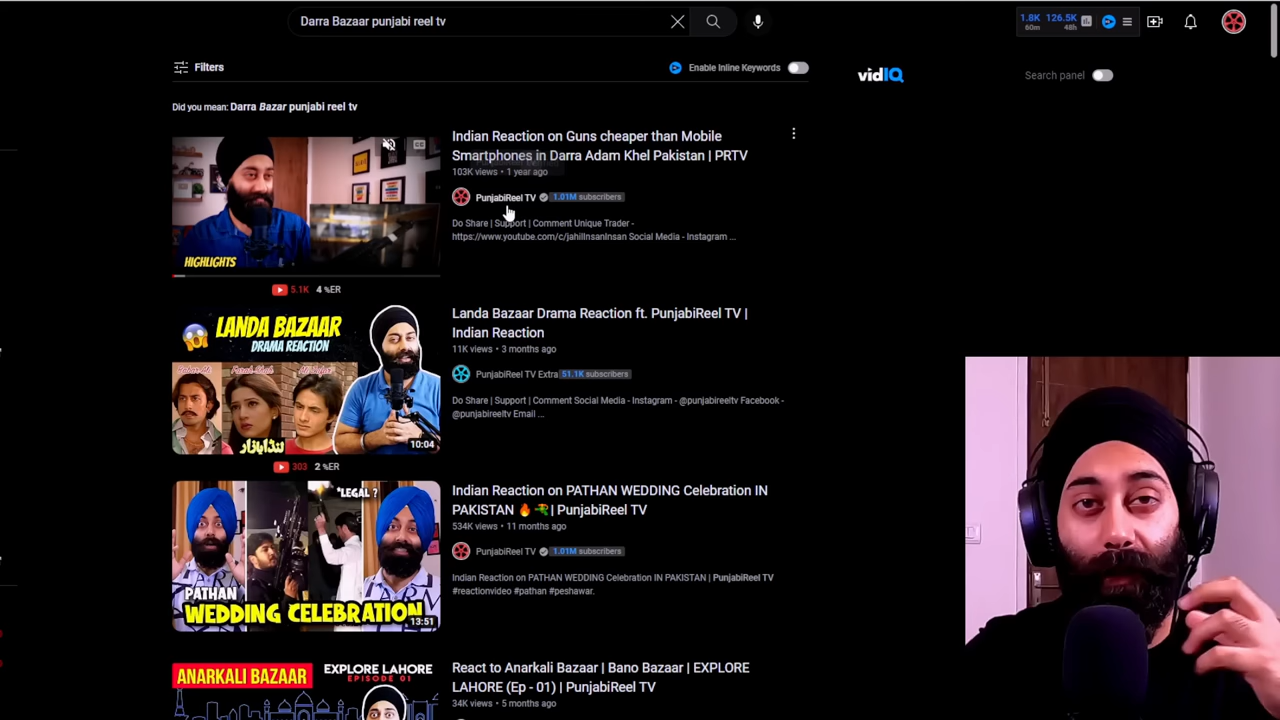 Darra Bazaar punjabi reel tv
1.8K 126.5K
60m 48h
Filters
Enable Inline Keywords
vidIQ
Search panel
Did you mean: Darra Bazar punjabi reel tv
CC
HIGHLIGHTS
5.1K 4 %ER
Indian Reaction on Guns cheaper than Mobile
Smartphones in Darra Adam Khel Pakistan | PRTV
103K views • 1 year ago
PunjabiReel TV 1.01M subscribers
Do Share | Support | Comment Unique Trader -
https://www.youtube.com/c/jahilInsanInsan Social Media - Instagram ...
LANDA BAZAAR
DRAMA REACTION
لنڈا بازار
10:04
303 2 %ER
Landa Bazaar Drama Reaction ft. PunjabiReel TV |
Indian Reaction
11K views • 3 months ago
PunjabiReel TV Extra 51.1K subscribers
Do Share | Support | Comment Social Media - Instagram - @punjabireeltv Facebook -
@punjabireeltv Email ...
"LEGAL ?
PATHAN
WEDDING CELEBRATION
13:51
Indian Reaction on PATHAN WEDDING Celebration IN
PAKISTAN 🔥🔫 | PunjabiReel TV
534K views • 11 months ago
PunjabiReel TV 1.01M subscribers
Indian Reaction on PATHAN WEDDING Celebration IN PAKISTAN | PunjabiReel TV
#reactionvideo #pathan #peshawar.
ANARKALI BAZAAR
EXPLORE LAHORE
EPISODE 01
React to Anarkali Bazaar | Bano Bazaar | EXPLORE
LAHORE (Ep - 01) | PunjabiReel TV
34K views • 5 months ago